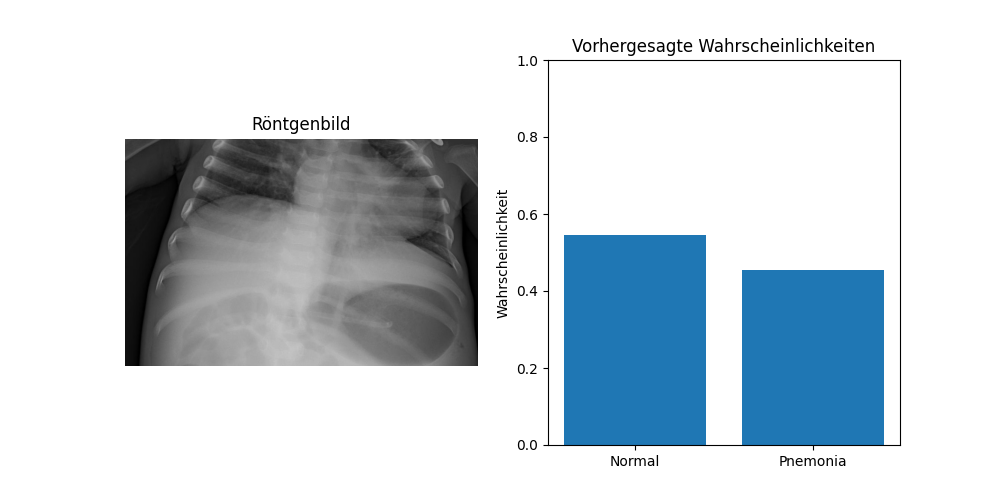 Röntgenbild
Vorhergesagte Wahrscheinlichkeiten
Wahrscheinlichkeit
1.0
0.8
0.6
0.4
0.2
0.0
Normal
Pnemonia